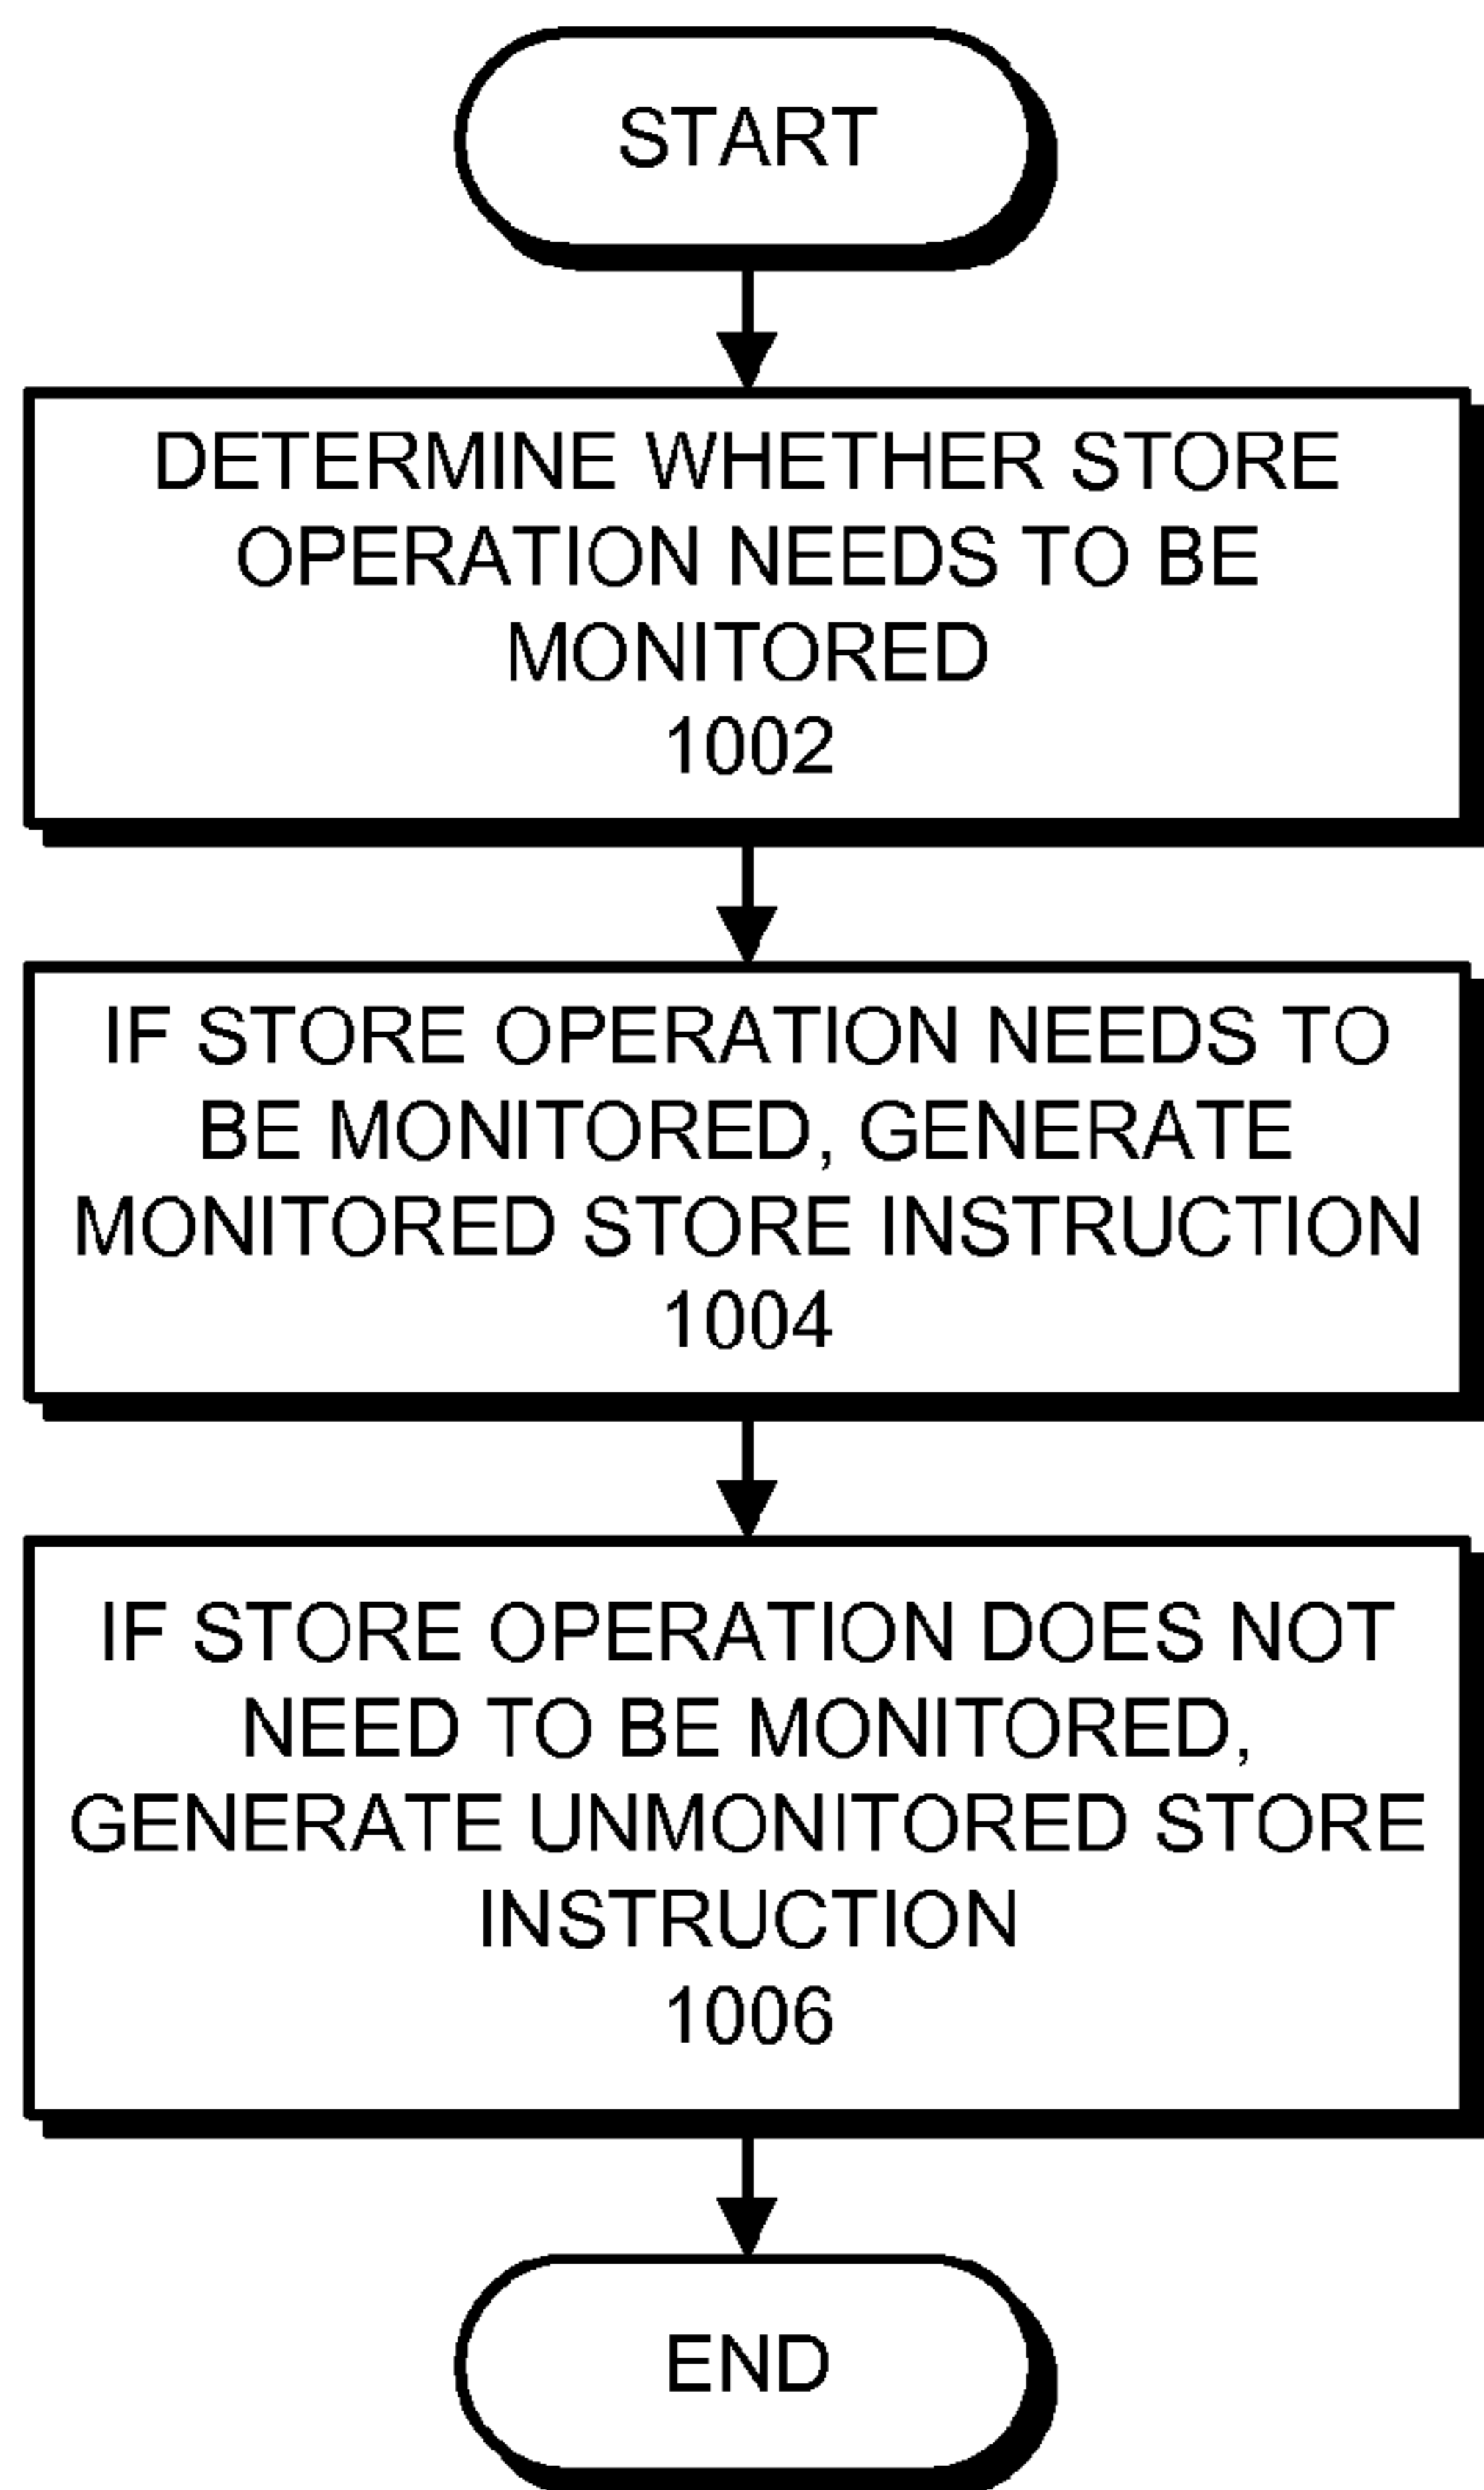 START
DETERMINE WHETHER STORE
OPERATION NEEDS TO BE
MONITORED
1002
IF STORE OPERATION NEEDS TO
BE MONITORED, GENERATE
MONITORED STORE INSTRUCTION
1004
IF STORE OPERATION DOES NOT
NEED TO BE MONITORED,
GENERATE UNMONITORED STORE
INSTRUCTION
1006
END